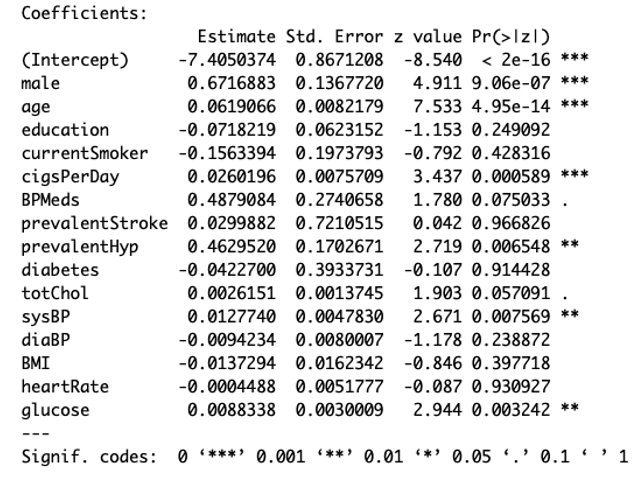 Coefficients:
Estimate Std. Error z value Pr(>|z|)
(Intercept) -7.4050374 0.8671208 -8.540 < 2e-16 ***
male 0.6716883 0.1367720 4.911 9.06e-07 ***
age 0.0619066 0.0082179 7.533 4.95e-14 ***
education -0.0718219 0.0623152 -1.153 0.249092
currentSmoker -0.1563394 0.1973793 -0.792 0.428316
cigsPerDay 0.0260196 0.0075709 3.437 0.000589 ***
BPMeds 0.4879084 0.2740658 1.780 0.075033 .
prevalentStroke 0.0299882 0.7210515 0.042 0.966826
prevalentHyp 0.4629520 0.1702671 2.719 0.006548 **
diabetes -0.0422700 0.3933731 -0.107 0.914428
totChol 0.0026151 0.0013745 1.903 0.057091 .
sysBP 0.0127740 0.0047830 2.671 0.007569 **
diaBP -0.0094234 0.0080007 -1.178 0.238872
BMI -0.0137294 0.0162342 -0.846 0.397718
heartRate -0.0004488 0.0051777 -0.087 0.930927
glucose 0.0088338 0.0030009 2.944 0.003242 **
---
Signif. codes: 0 ‘***’ 0.001 ‘**’ 0.01 ‘*’ 0.05 ‘.’ 0.1 ‘ ’ 1